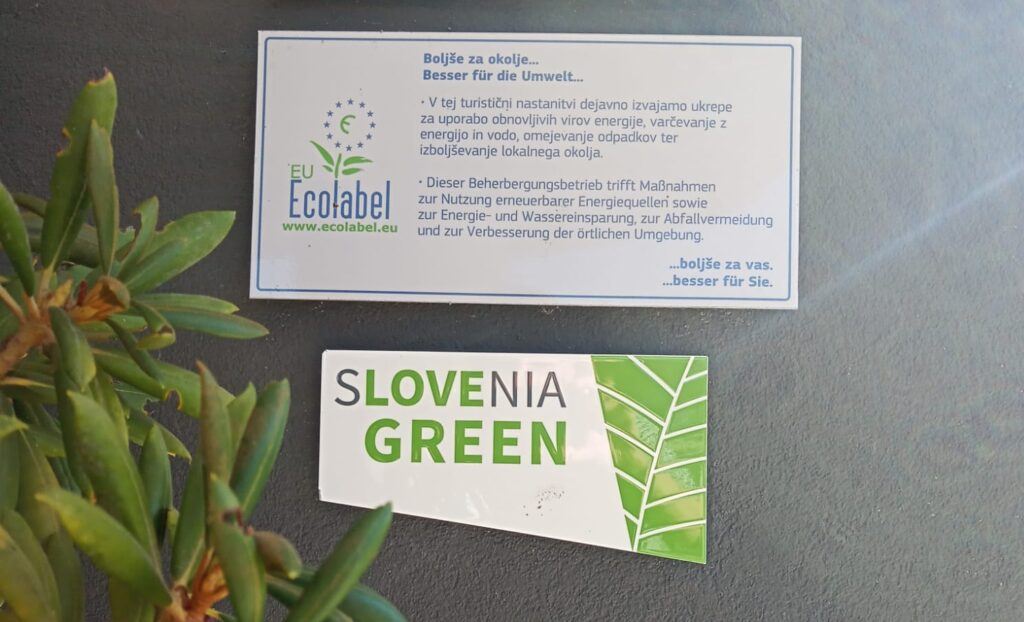 Boljše za okolje...
Besser für die Umwelt...
• V tej turistični nastanitvi dejavno izvajamo ukrepe
za uporabo obnovljivih virov energije, varčevanje z
energijo in vodo, omejevanje odpadkov ter
izboljševanje lokalnega okolja.
• Dieser Beherbergungsbetrieb trifft Maßnahmen
zur Nutzung erneuerbarer Energiequellen sowie
zur Energie- und Wassereinsparung, zur Abfallvermeidung
und zur Verbesserung der örtlichen Umgebung.
...boljše za vas.
...besser für Sie.
€
EU
Ecolabel
www.ecolabel.eu
SLOVENIA
GREEN